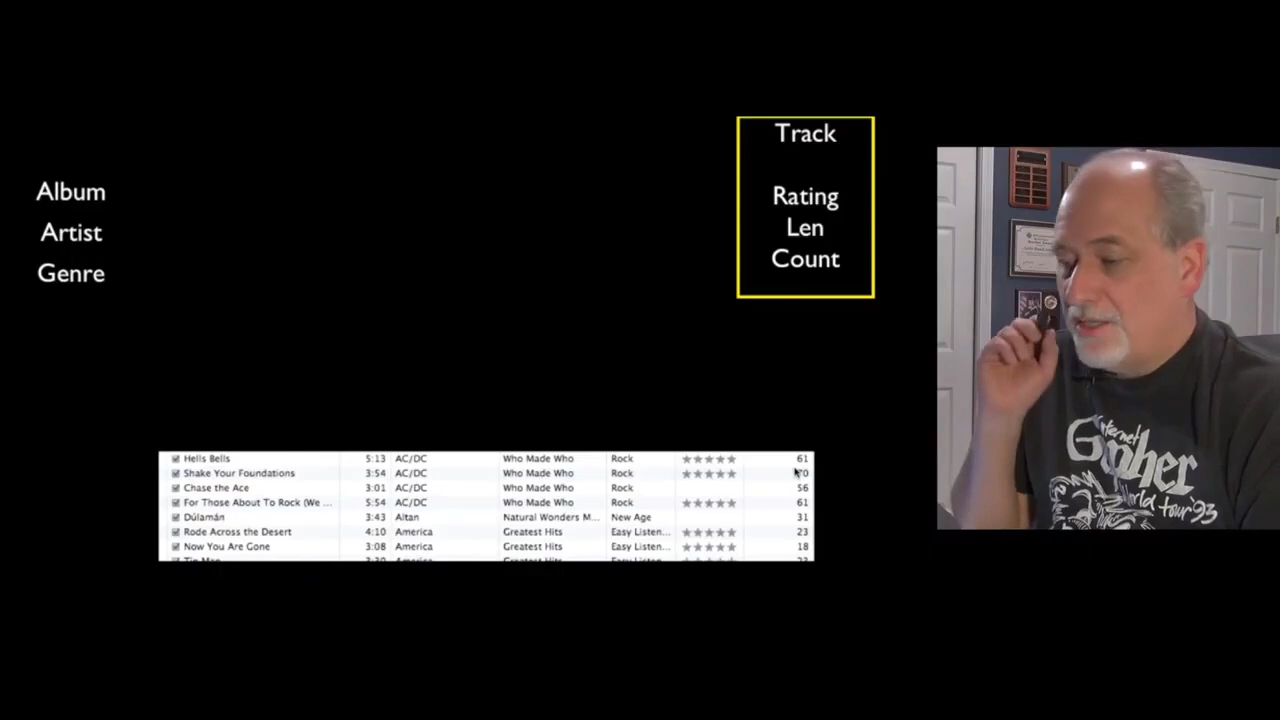 Track
Album
Rating
Artist
Len
Count
Genre
Hells Bells 5:13 AC/DC Who Made Who Rock ★★★★★ 61
Shake Your Foundations 3:54 AC/DC Who Made Who Rock ★★★★★
Chase the Ace 3:01 AC/DC Who Made Who Rock 56
For Those About To Rock (We ... 5:54 AC/DC Who Made Who Rock ★★★★★ 61
Dúlamán 3:43 Altan Natural Wonders M... New Age 31
Rode Across the Desert 4:10 America Greatest Hits Easy Listen... ★★★★★ 23
Now You Are Gone 3:08 America Greatest Hits Easy Listen... ★★★★★ 18
Internet
Gopher
World tour '93